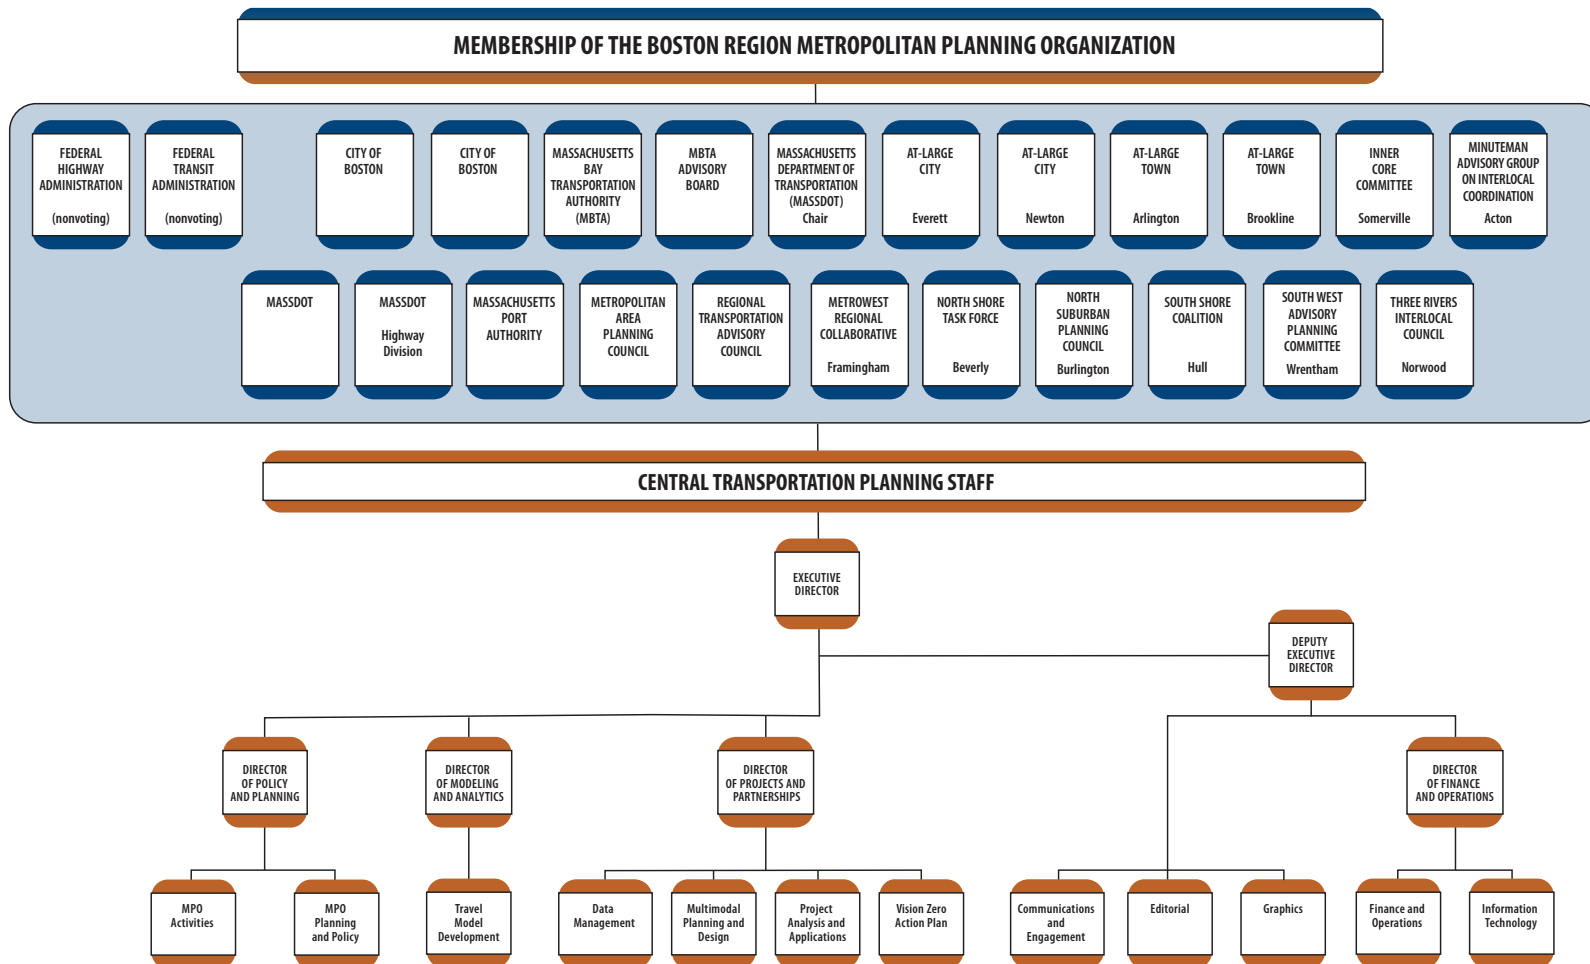 MEMBERSHIP OF THE BOSTON REGION METROPOLITAN PLANNING ORGANIZATION
FEDERAL
HIGHWAY
ADMINISTRATION
(nonvoting)
FEDERAL
TRANSIT
ADMINISTRATION
(nonvoting)
CITY OF
BOSTON
CITY OF
BOSTON
MASSACHUSETTS
BAY
TRANSPORTATION
AUTHORITY
(MBTA)
MBTA
ADVISORY
BOARD
MASSACHUSETTS
DEPARTMENT OF
TRANSPORTATION
(MASSDOT)
Chair
AT-LARGE
CITY
Everett
AT-LARGE
CITY
Newton
AT-LARGE
TOWN
Arlington
AT-LARGE
TOWN
Brookline
INNER
CORE
COMMITTEE
Somerville
MINUTEMAN
ADVISORY GROUP
ON INTERLOCAL
COORDINATION
Acton
MASSDOT
MASSDOT
Highway
Division
MASSACHUSETTS
PORT
AUTHORITY
METROPOLITAN
AREA
PLANNING
COUNCIL
REGIONAL
TRANSPORTATION
ADVISORY
COUNCIL
METROWEST
REGIONAL
COLLABORATIVE
Framingham
NORTH SHORE
TASK FORCE
Beverly
NORTH
SUBURBAN
PLANNING
COUNCIL
Burlington
SOUTH SHORE
COALITION
Hull
SOUTH WEST
ADVISORY
PLANNING
COMMITTEE
Wrentham
THREE RIVERS
INTERLOCAL
COUNCIL
Norwood
CENTRAL TRANSPORTATION PLANNING STAFF
EXECUTIVE
DIRECTOR
DEPUTY
EXECUTIVE
DIRECTOR
DIRECTOR
OF POLICY
AND PLANNING
DIRECTOR
OF MODELING
AND ANALYTICS
DIRECTOR
OF PROJECTS AND
PARTNERSHIPS
DIRECTOR
OF FINANCE
AND OPERATIONS
MPO
Activities
MPO
Planning
and Policy
Travel
Model
Development
Data
Management
Multimodal
Planning and
Design
Project
Analysis and
Applications
Vision Zero
Action Plan
Communications
and
Engagement
Editorial
Graphics
Finance and
Operations
Information
Technology